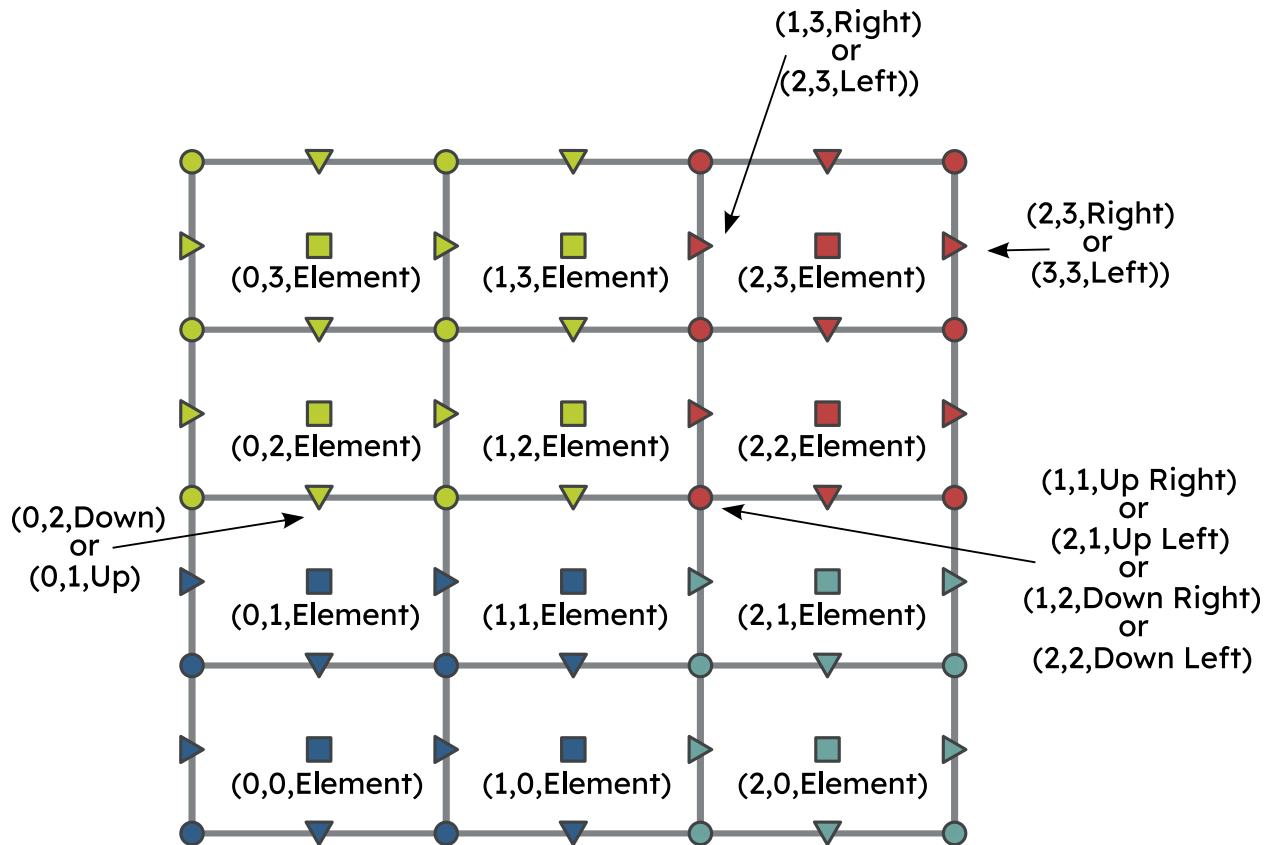 (1,3,Right)
or
(2,3,Left))
(2,3,Right)
or
(3,3,Left))
(0,3,Element)
(1,3,Element)
(2,3,Element)
(0,2,Element)
(1,2,Element)
(2,2,Element)
(0,2,Down)
or
(0,1,Up)
(1,1,Up Right)
or
(2,1,Up Left)
or
(1,2,Down Right)
or
(2,2,Down Left)
(0,1,Element)
(1,1,Element)
(2,1,Element)
(0,0,Element)
(1,0,Element)
(2,0,Element)